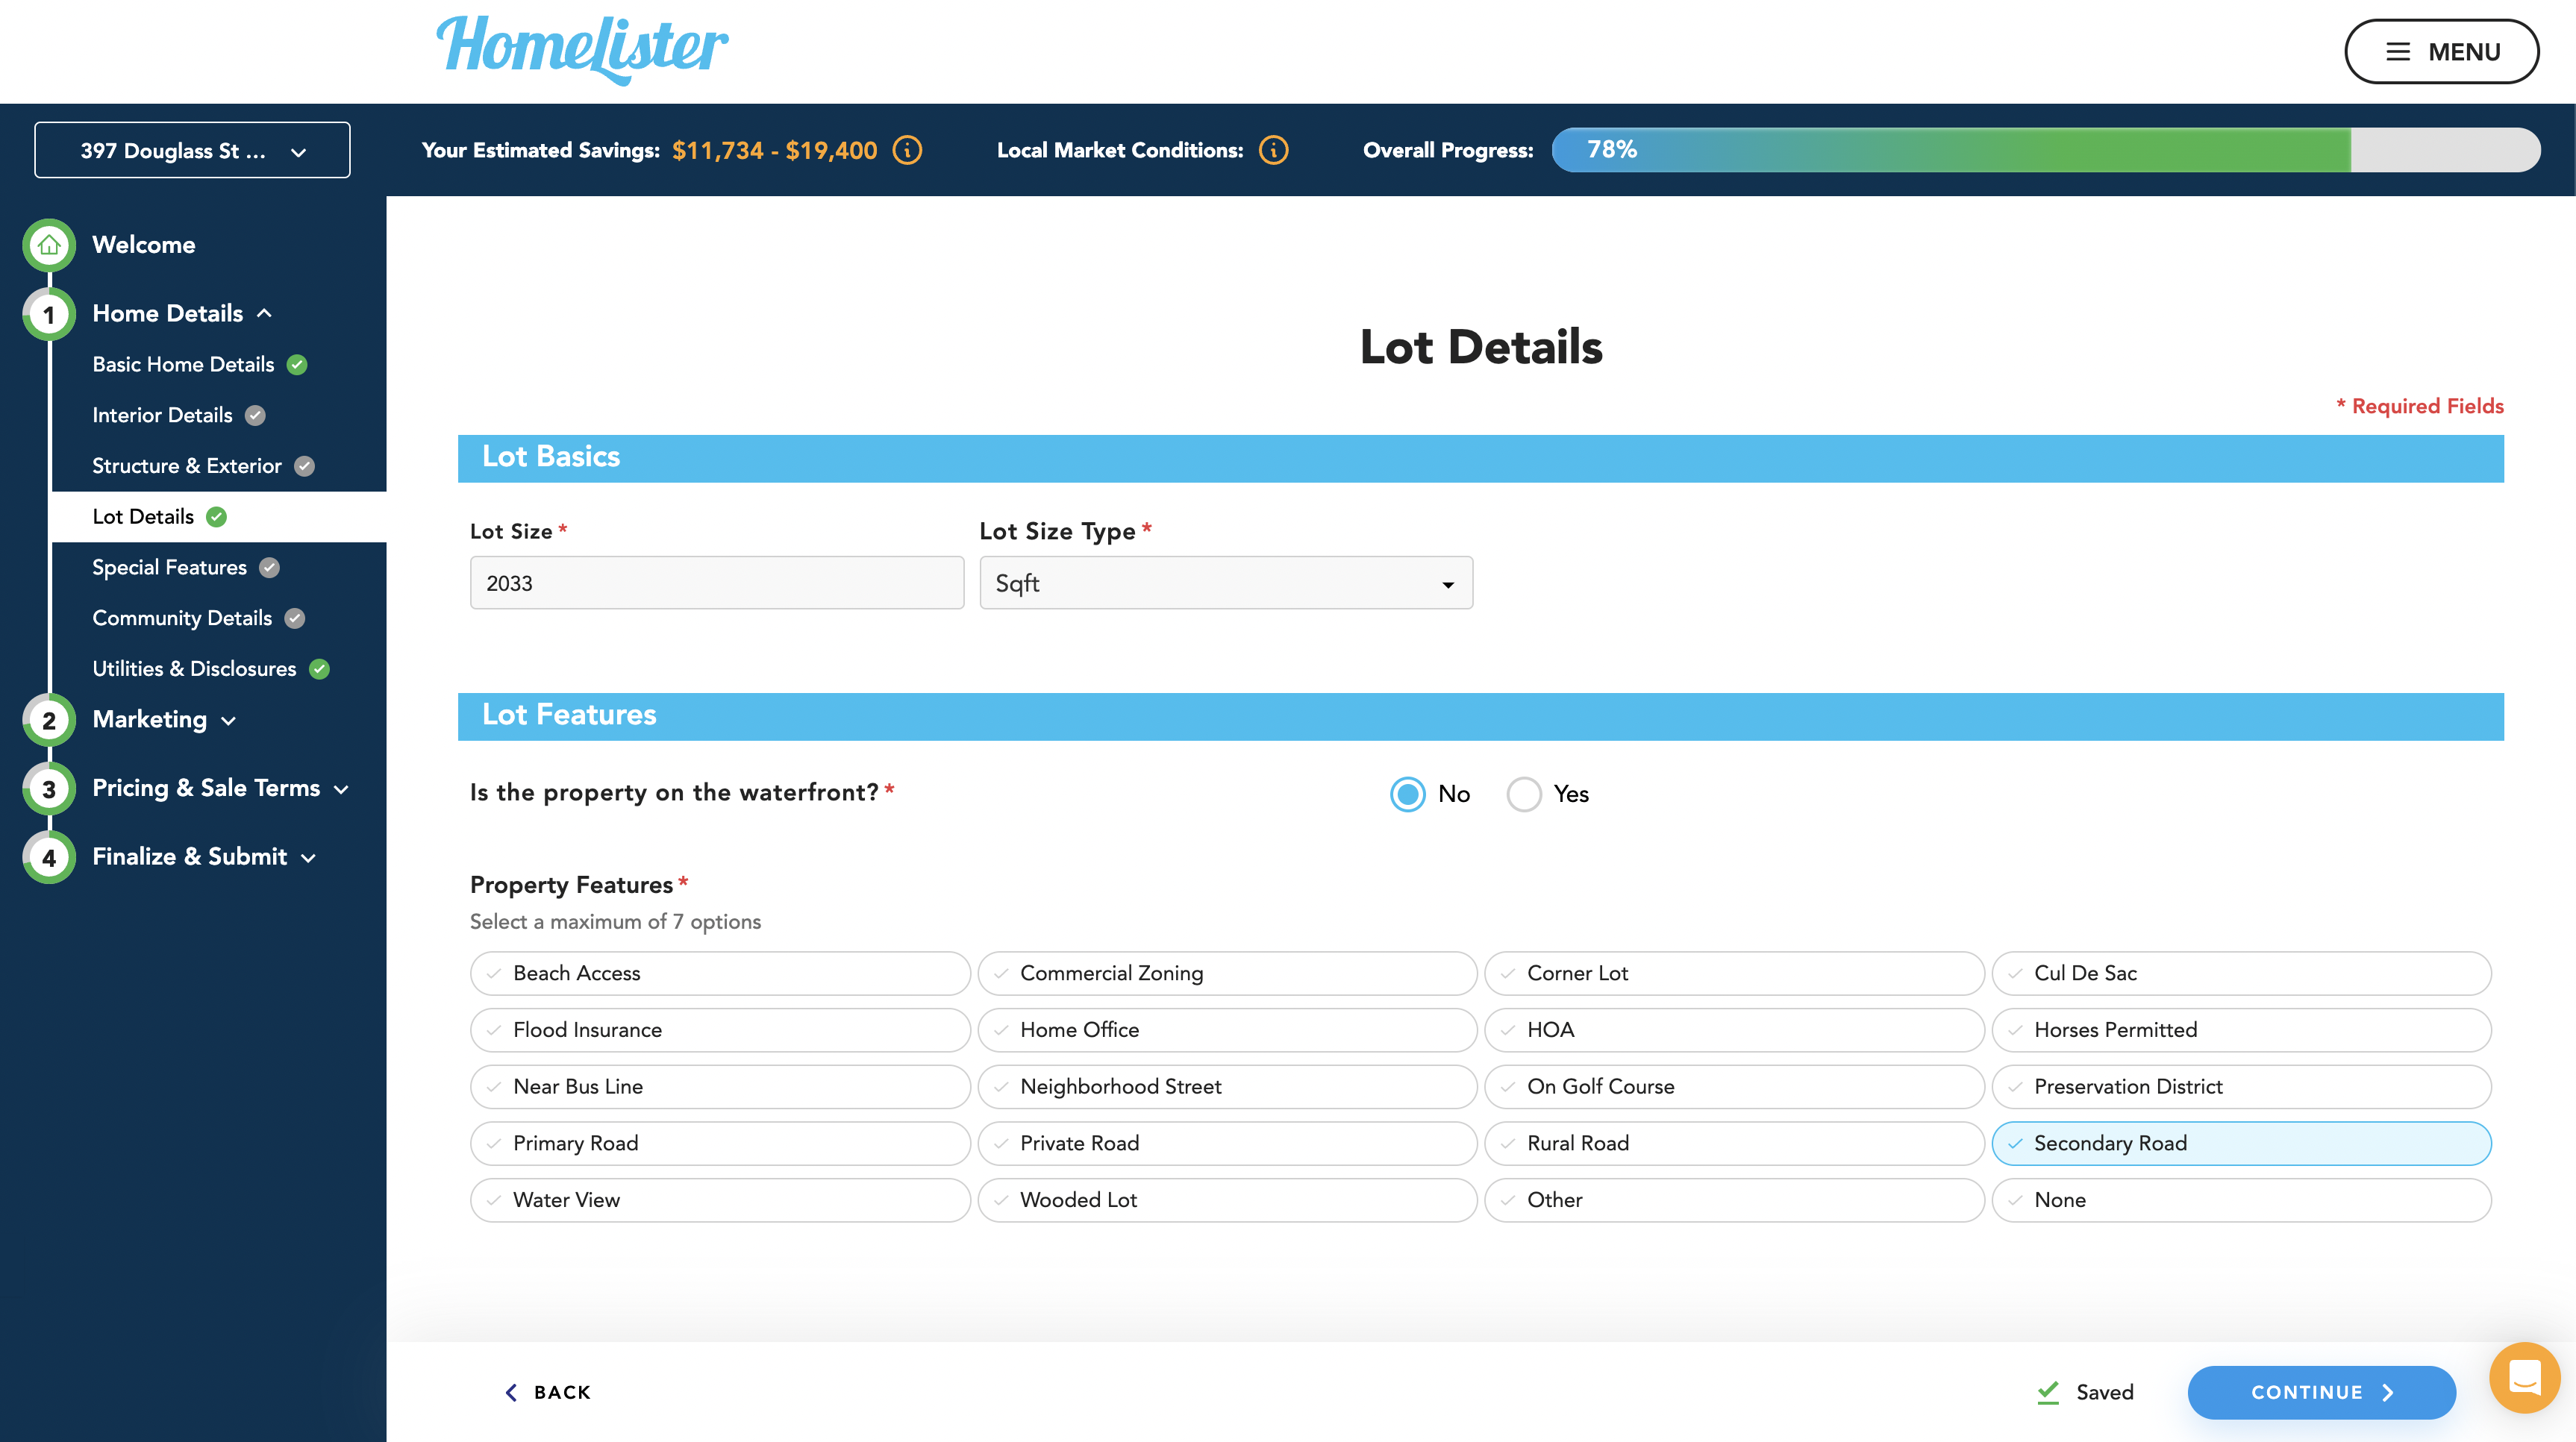 HomeLister
MENU
397 Douglass St ...
Your Estimated Savings: $11,734 - $19,400
Local Market Conditions:
Overall Progress: 78%
Welcome
1 Home Details
Basic Home Details
Interior Details
Structure & Exterior
Lot Details
Special Features
Community Details
Utilities & Disclosures
2 Marketing
3 Pricing & Sale Terms
4 Finalize & Submit
Lot Details
* Required Fields
Lot Basics
Lot Size * Lot Size Type *
2033 Sqft
Lot Features
Is the property on the waterfront? * No Yes
Property Features *
Select a maximum of 7 options
Beach Access Commercial Zoning Corner Lot Cul De Sac
Flood Insurance Home Office HOA Horses Permitted
Near Bus Line Neighborhood Street On Golf Course Preservation District
Primary Road Private Road Rural Road Secondary Road
Water View Wooded Lot Other None
BACK Saved CONTINUE